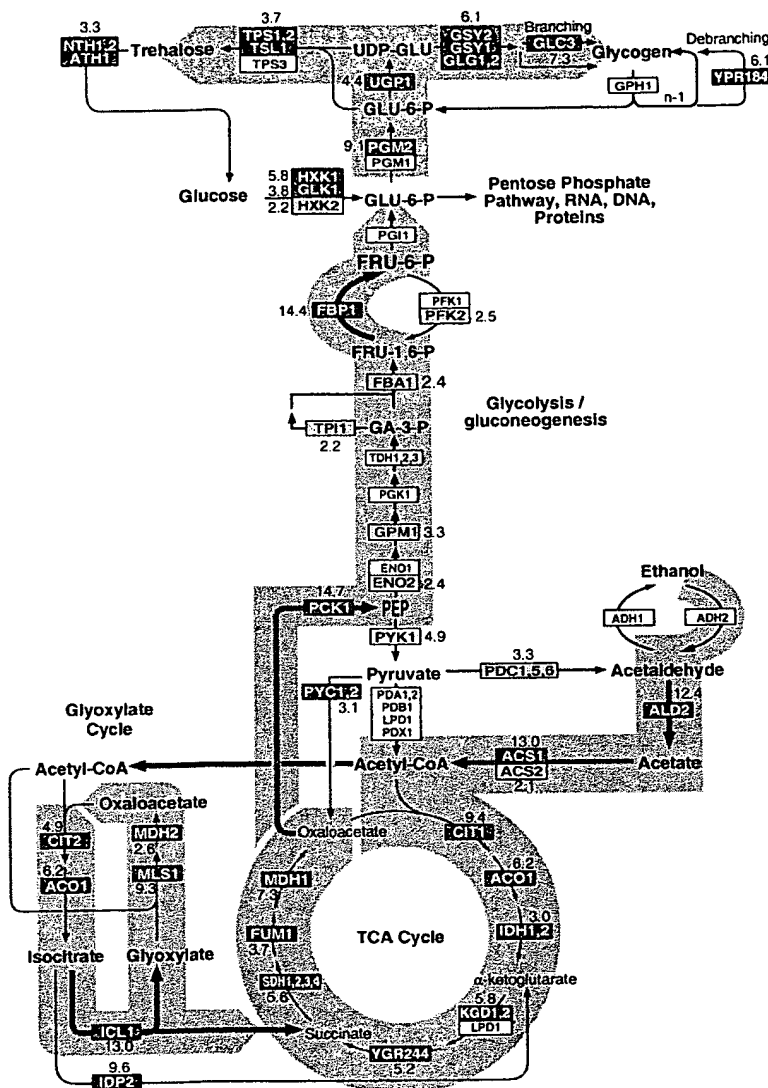 3.3
NTH1,2
ATH1
Trehalose
3.7
TPS1,2
TSL1
TPS3
UDP-GLU
6.1
GSY2
GSY1
GLG1,2
Branching
GLC3
7.3
Glycogen
Debranching
6.1
YPR184
GPH1
n-1
4.4
UGP1
GLU-6-P
9.1
PGM2
PGM1
Glucose
5.8
HXK1
3.8
GLK1
2.2
HXK2
GLU-6-P
Pentose Phosphate
Pathway, RNA, DNA,
Proteins
PGI1
FRU-6-P
14.4
FBP1
PFK1
PFK2
2.5
FRU-1,6-P
FBA1
2.4
Glycolysis /
gluconeogenesis
TPI1
2.2
GA-3-P
TDH1,2,3
PGK1
GPM1
3.3
ENO1
ENO2
2.4
14.7
PCK1
PEP
PYK1
4.9
Ethanol
ADH1
ADH2
Pyruvate
3.3
PDC1,5,6
Acetaldehyde
PYC1,2
3.1
PDA1,2
PDB1
LPD1
PDX1
12.4
ALD2
Glyoxylate
Cycle
Acetyl-CoA
Acetyl-CoA
13.0
ACS1
ACS2
2.1
Acetate
Oxaloacetate
4.9
CIT2
MDH2
2.6
Oxaloacetate
9.4
CIT1
6.2
ACO1
MLS1
9.3
MDH1
7.3
6.2
ACO1
FUM1
3.7
TCA Cycle
3.0
IDH1,2
Isocitrate
Glyoxylate
SDH1,2,3,4
5.6
α-ketoglutarate
5.8
KGD1,2
LPD1
ICL1
13.0
Succinate
YGR244
5.2
9.6
IDP2